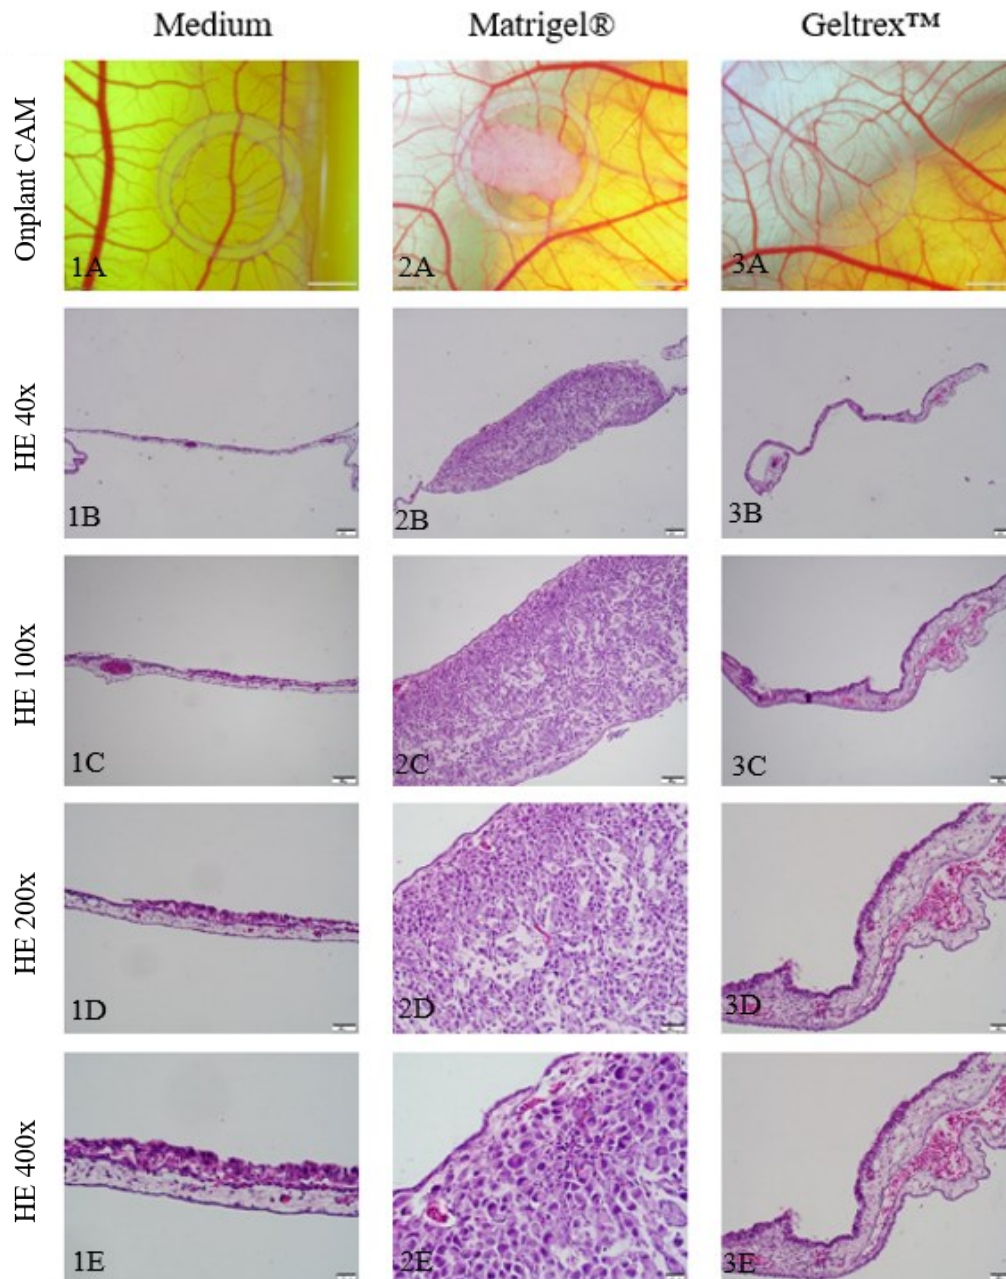 Medium Matrigel® Geltrex™
Onplant CAM
1A 2A 3A
HE 40x
1B 2B 3B
HE 100x
1C 2C 3C
HE 200x
1D 2D 3D
HE 400x
1E 2E 3E